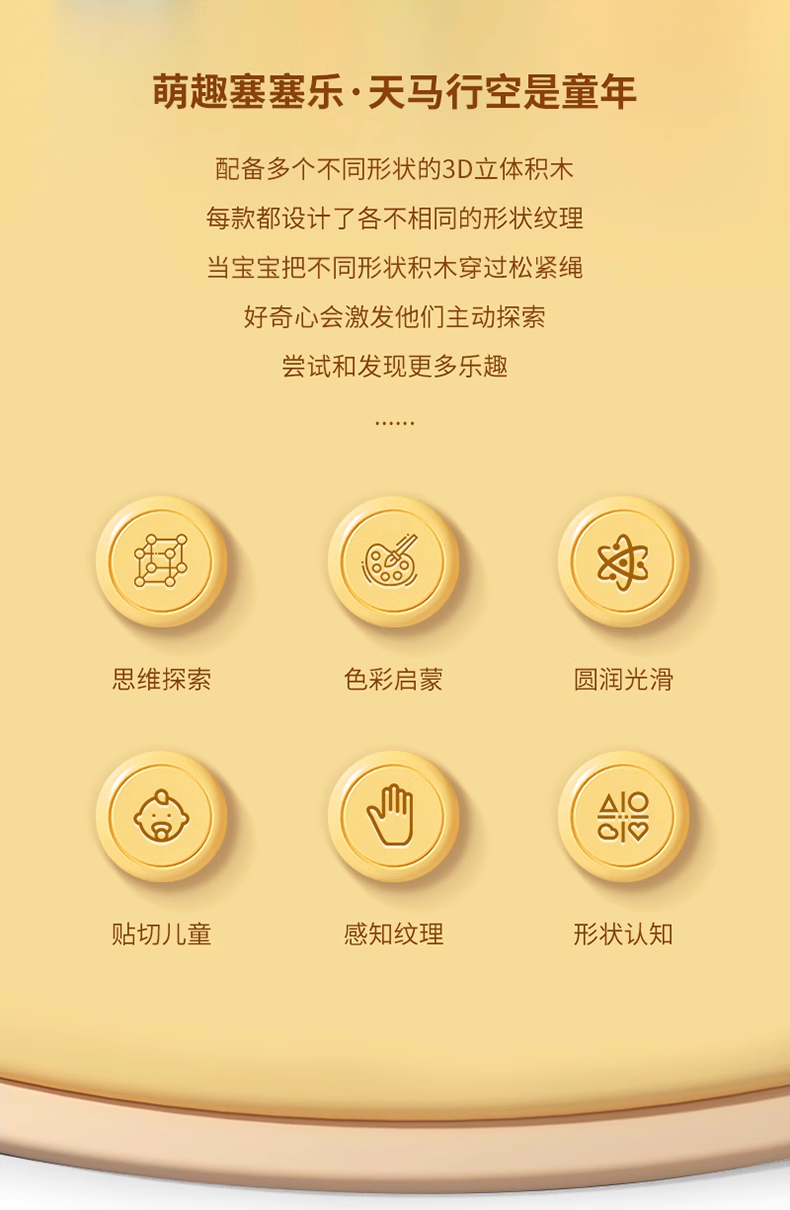 萌趣塞塞乐·天马行空是童年
配备多个不同形状的3D立体积木
每款都设计了各不相同的形状纹理
当宝宝把不同形状积木穿过松紧绳
好奇心会激发他们主动探索
尝试和发现更多乐趣
······
思维探索
色彩启蒙
圆润光滑
贴切儿童
感知纹理
形状认知